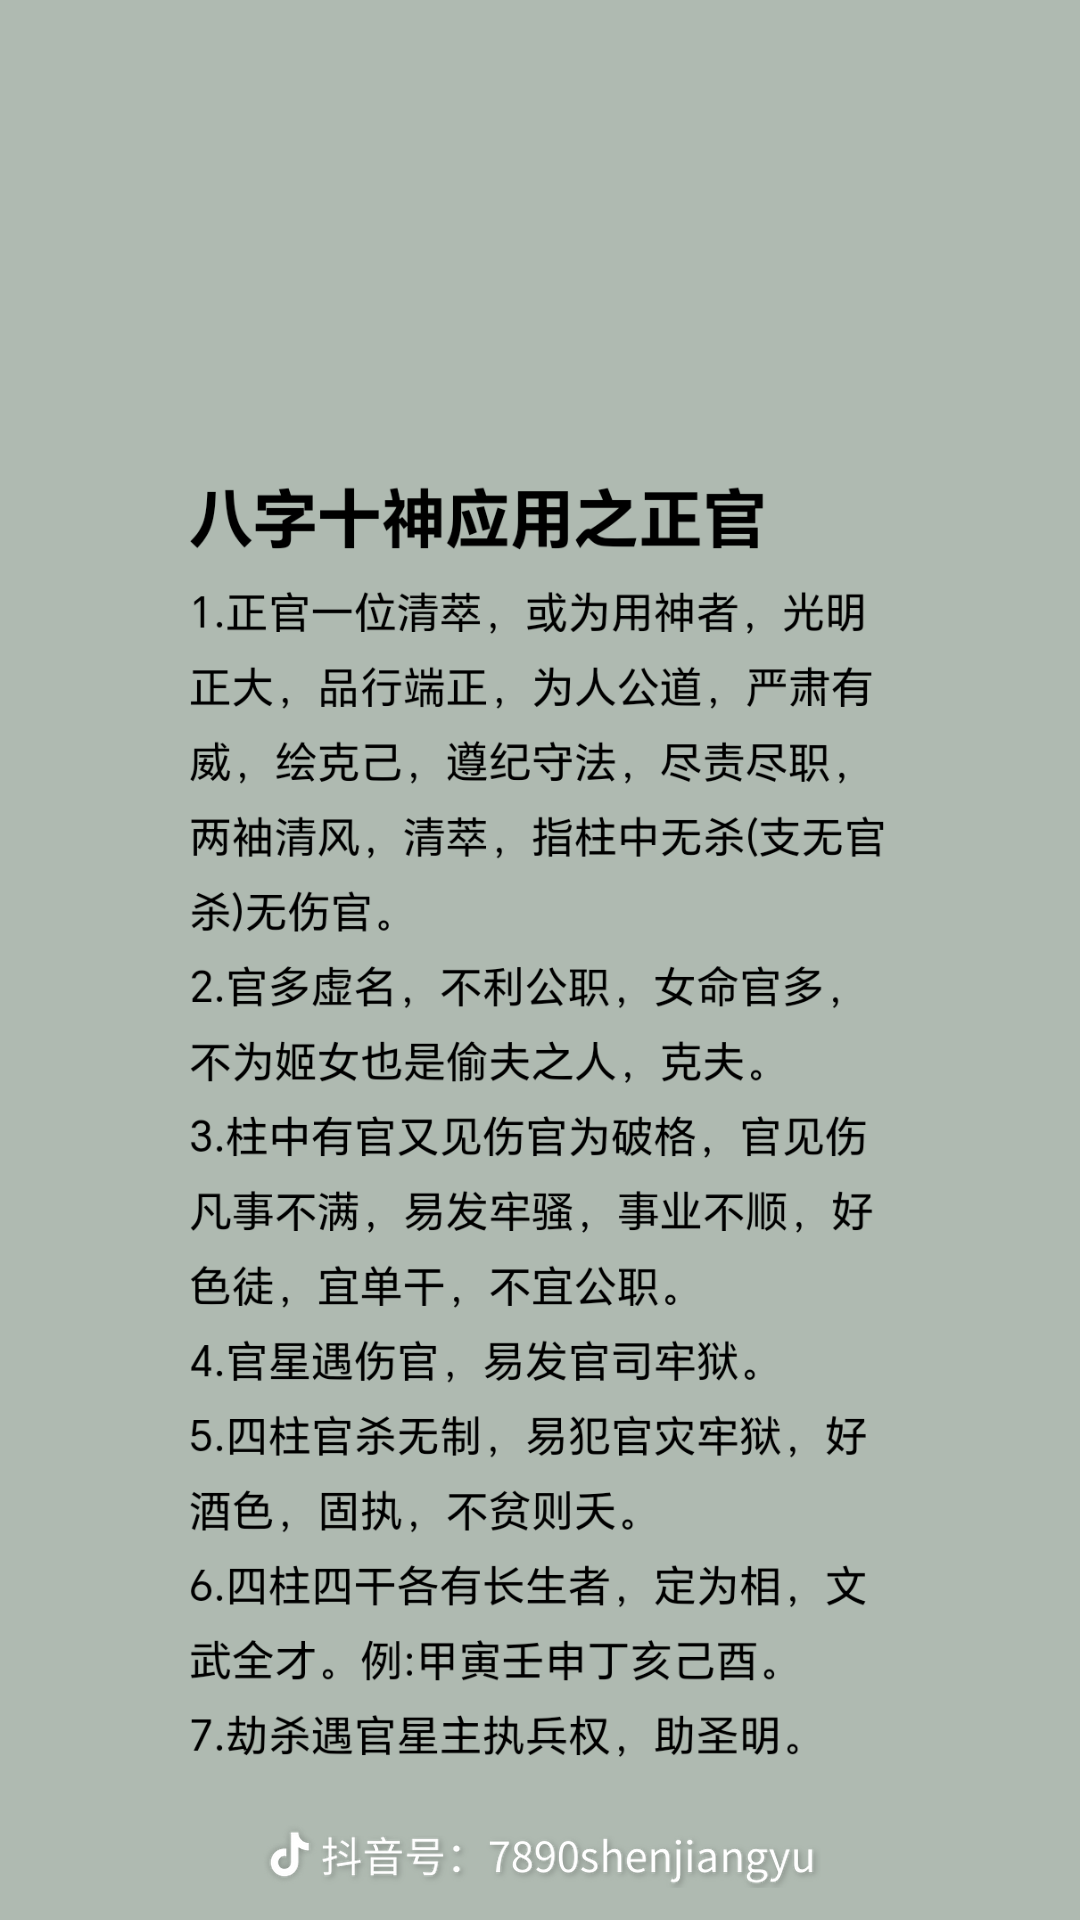 八字十神应用之正官
1.正官一位清萃，或为用神者，光明
正大，品行端正，为人公道，严肃有
威，绘克己，遵纪守法，尽责尽职，
两袖清风，清萃，指柱中无杀(支无官
杀)无伤官。
2.官多虚名，不利公职，女命官多，
不为姬女也是偷夫之人，克夫。
3.柱中有官又见伤官为破格，官见伤
凡事不满，易发牢骚，事业不顺，好
色徒，宜单干，不宜公职。
4.官星遇伤官，易发官司牢狱。
5.四柱官杀无制，易犯官灾牢狱，好
酒色，固执，不贫则夭。
6.四柱四干各有长生者，定为相，文
武全才。例:甲寅壬申丁亥己酉。
7.劫杀遇官星主执兵权，助圣明。
抖音号：7890shenjiangyu